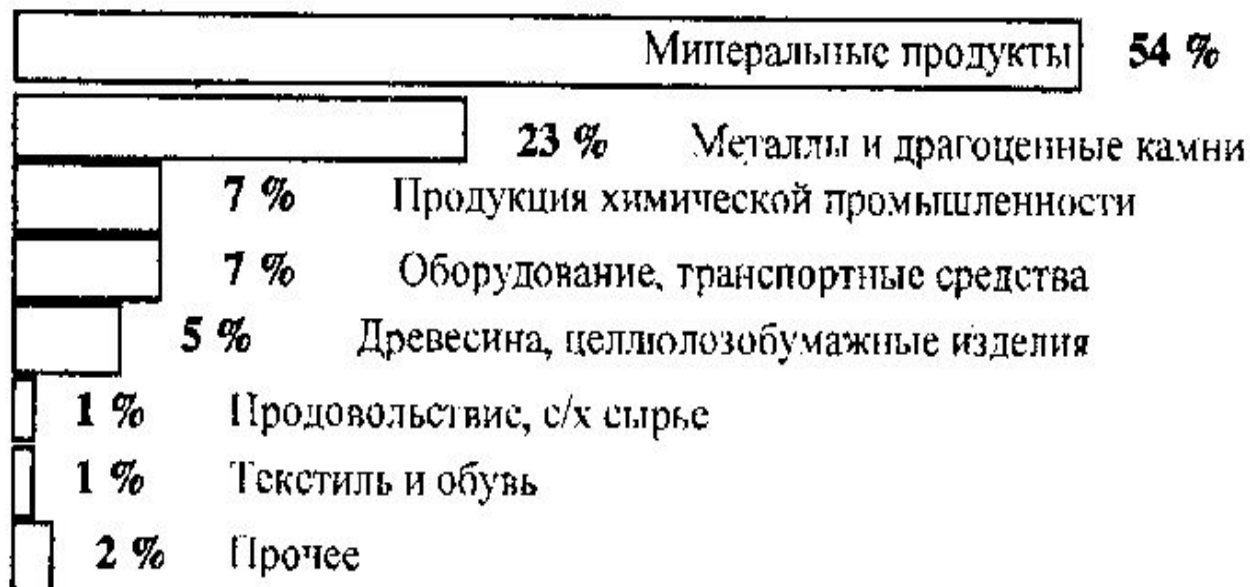 Минеральные продукты 54 %
23 % Металлы и драгоценные камни
7 % Продукция химической промышленности
7 % Оборудование, транспортные средства
5 % Древесина, целлюлозобумажные изделия
1 % Продовольствие, с/х сырье
1 % Текстиль и обувь
2 % Прочее